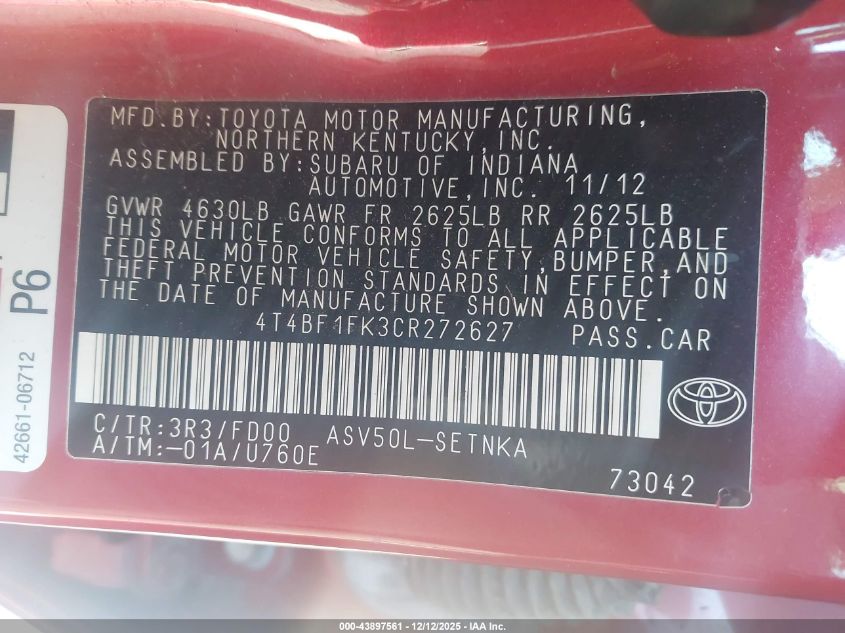 MFD.BY:TOYOTA MOTOR MANUFACTURING,
NORTHERN KENTUCKY,INC.
ASSEMBLED BY:SUBARU OF INDIANA
AUTOMOTIVE,INC. 11/12
GVWR 4630LB GAWR FR 2625LB RR 2625LB
THIS VEHICLE CONFORMS TO ALL APPLICABLE
FEDERAL MOTOR VEHICLE SAFETY,BUMPER,AND
THEFT PREVENTION STANDARDS IN EFFECT ON
THE DATE OF MANUFACTURE SHOWN ABOVE.
4T4BF1FK3CR272627 PASS.CAR
C/TR:3R3/FD00 ASV50L-SETNKA
A/TM:-01A/U760E
73042
42661-06712 P6
000-43897561 - 12/12/2025 - IAA Inc.